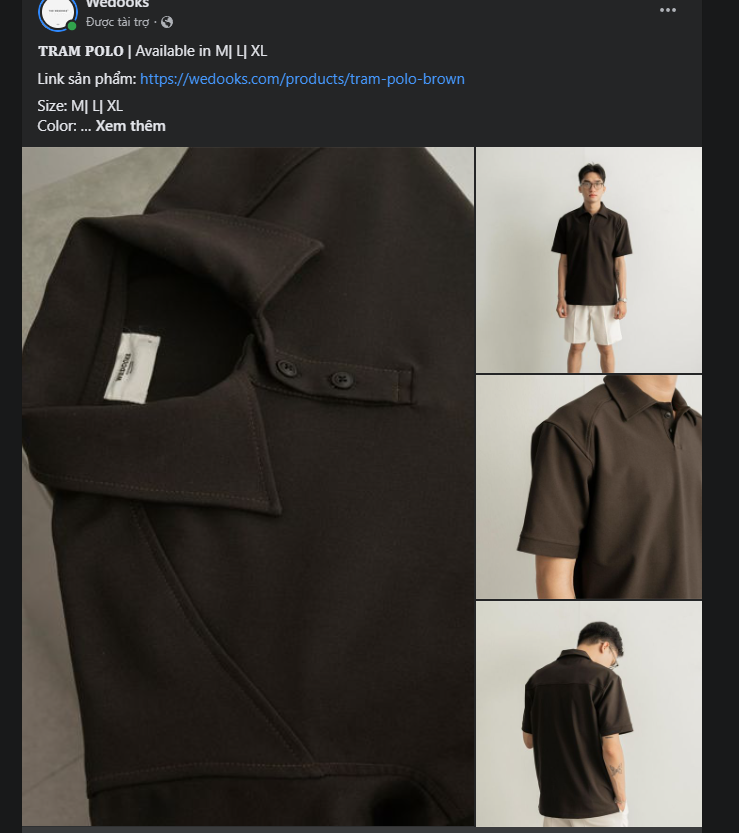 Wedooks
Được tài trợ ·
TRAM POLO | Available in M| L| XL
Link sản phẩm: https://wedooks.com/products/tram-polo-brown
Size: M| L| XL
Color: ... Xem thêm
WEDOOKS